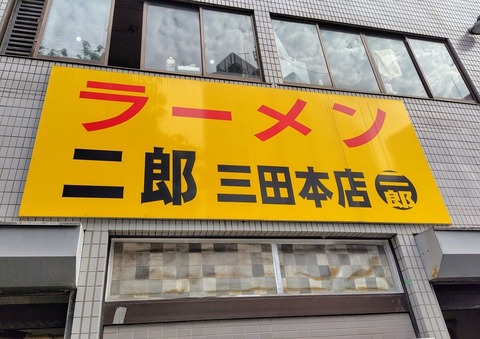 ラーメン
二郎 三田本店 二郎